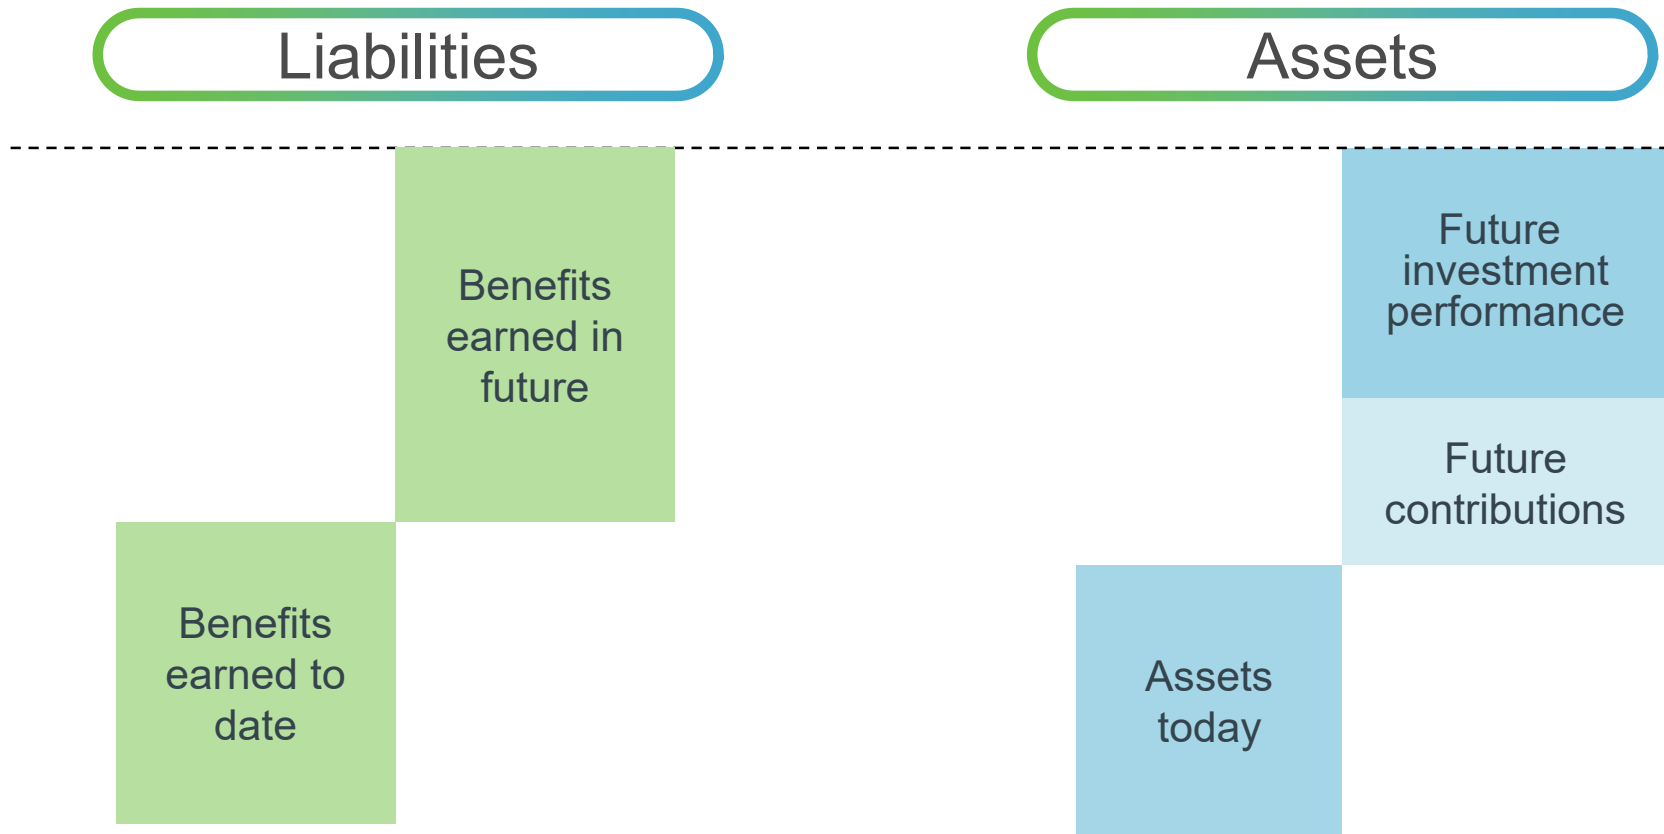 Liabilities
Assets
Benefits
earned in
future
Benefits
earned to
date
Future
investment
performance
Future
contributions
Assets
today